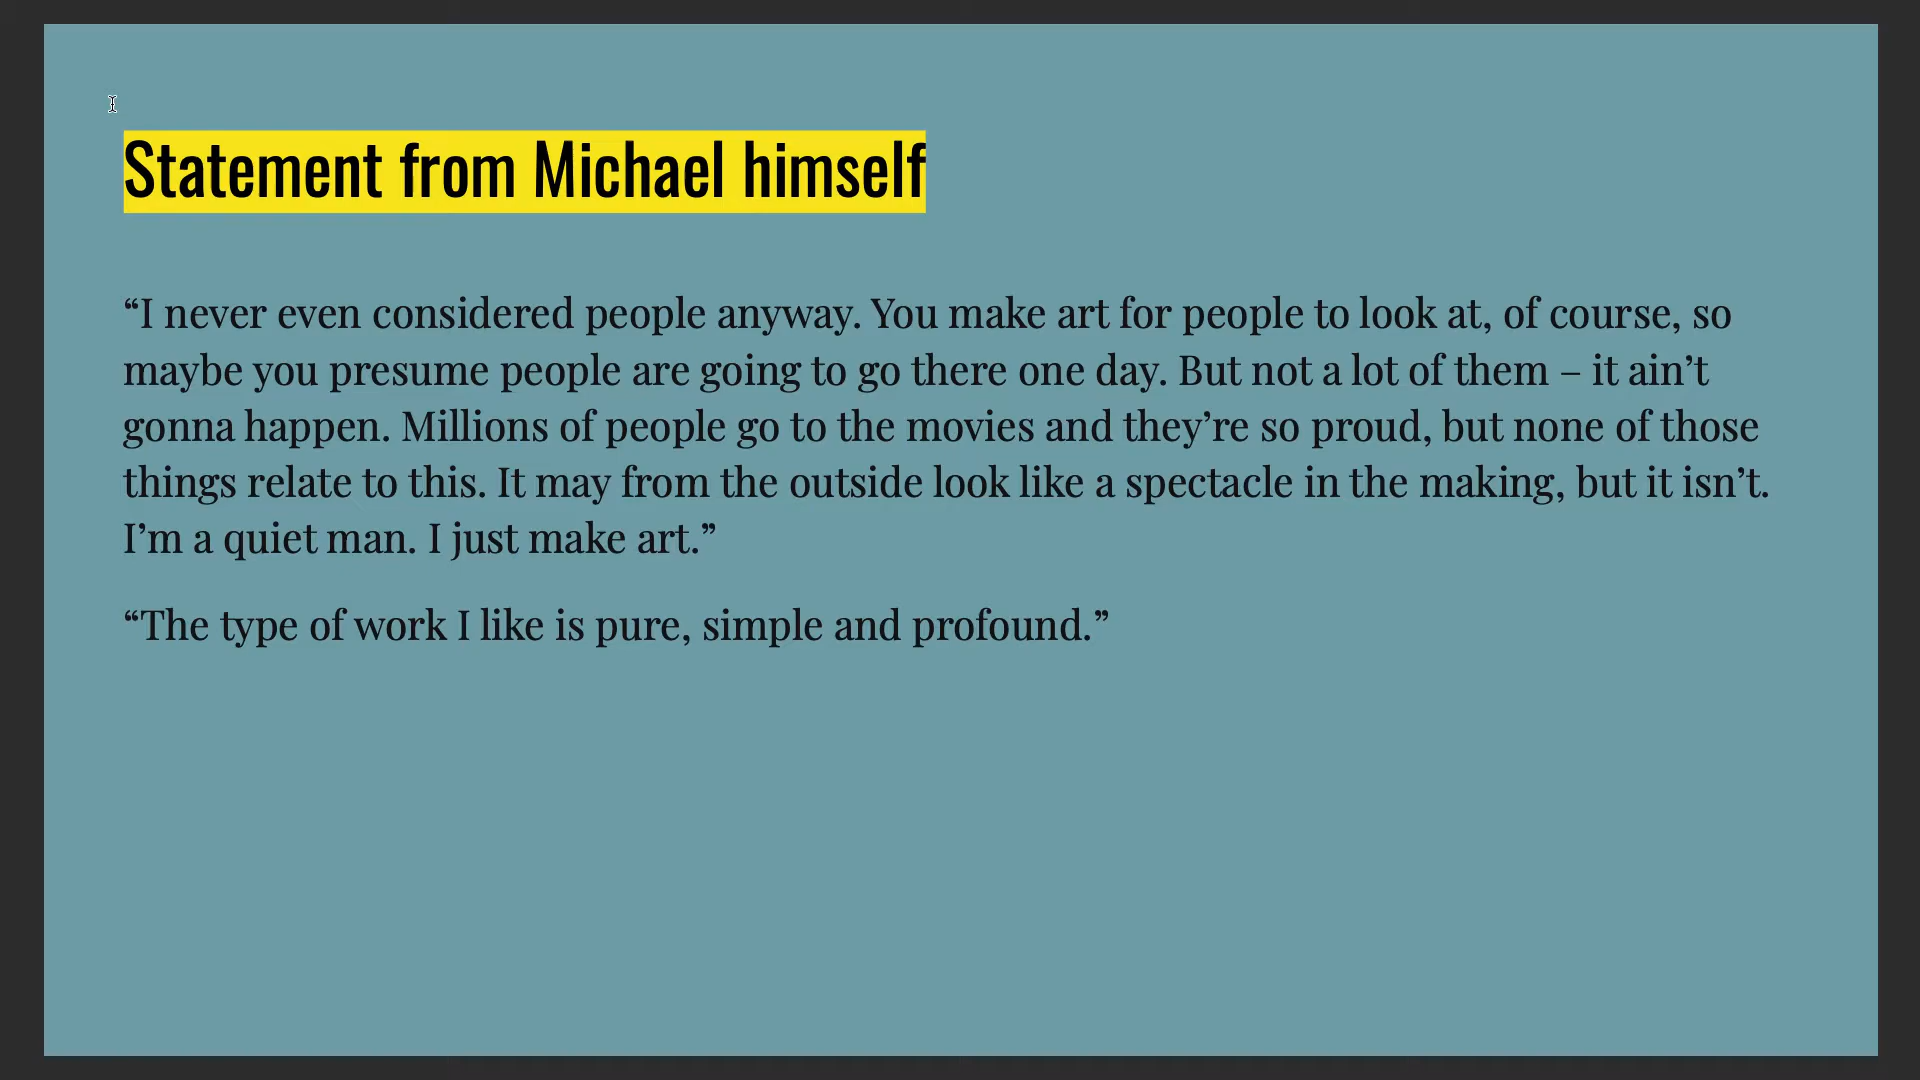 Statement from Michael himself
“I never even considered people anyway. You make art for people to look at, of course, so
maybe you presume people are going to go there one day. But not a lot of them – it ain’t
gonna happen. Millions of people go to the movies and they’re so proud, but none of those
things relate to this. It may from the outside look like a spectacle in the making, but it isn’t.
I’m a quiet man. I just make art.”
“The type of work I like is pure, simple and profound.”